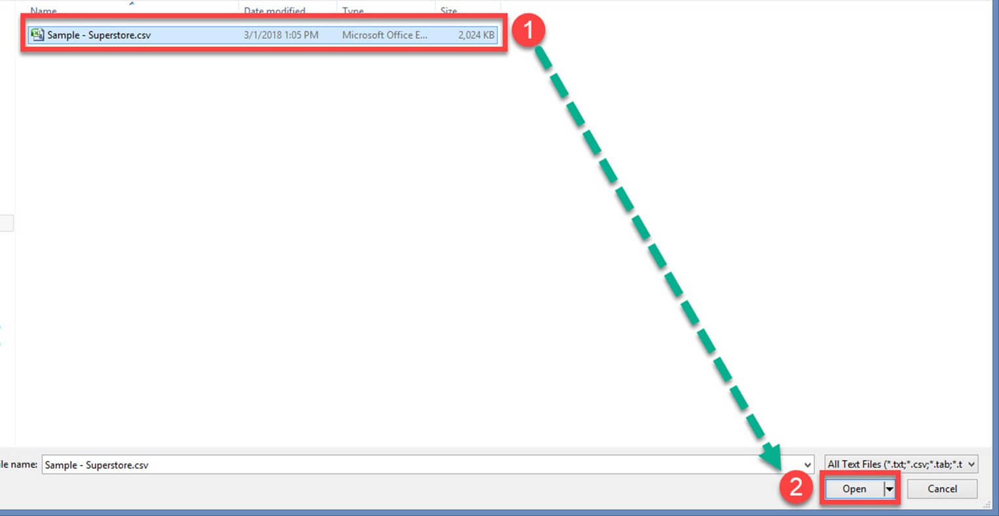 Name Date modified Type Size
Sample - Superstore.csv 3/1/2018 1:05 PM Microsoft Office E... 2,024 KB
1
ile name: Sample - Superstore.csv All Text Files (*.txt;*.csv;*.tab;*.t
2 Open Cancel